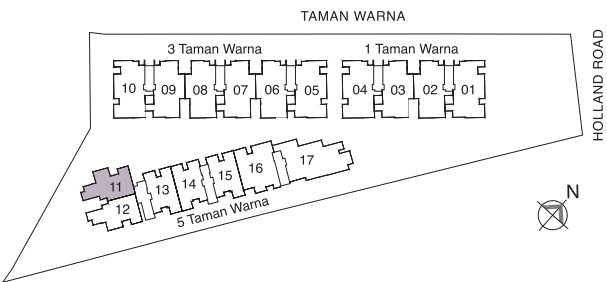 TAMAN WARNA
HOLLAND ROAD
3 Taman Warna
1 Taman Warna
10 09 08 07 06 05 04 03 02 01
11 12 13 14 15 16 17
5 Taman Warna
N